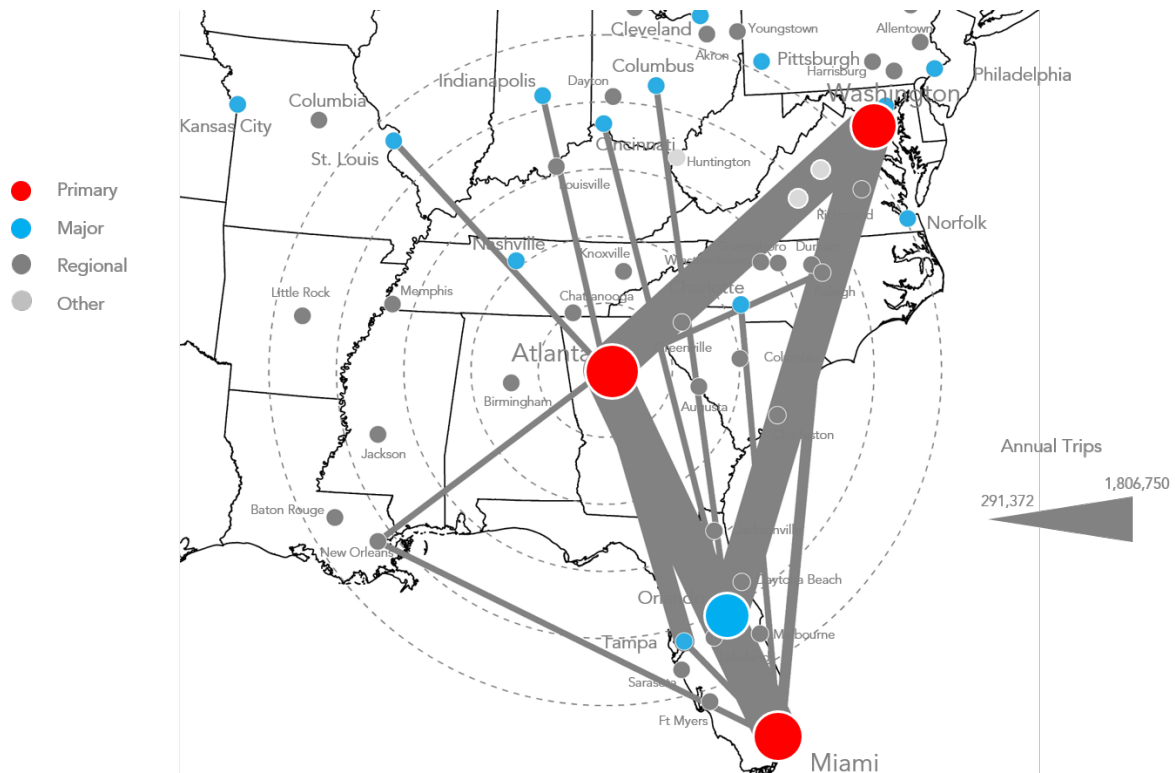 Cleveland
Youngstown
Akron
Allentown
Pittsburgh
Harrisburg
Philadelphia
Indianapolis
Dayton
Columbus
Washington
Columbia
Kansas City
St. Louis
Cincinnati
Huntington
Louisville
Primary
Major
Regional
Other
Norfolk
Nashville
Knoxville
Little Rock
Memphis
Chattanooga
Atlanta
Birmingham
Augusta
Jackson
Annual Trips
1,806,750
291,372
Baton Rouge
New Orleans
Daytona Beach
Melbourne
Tampa
Sarasota
Ft Myers
Miami